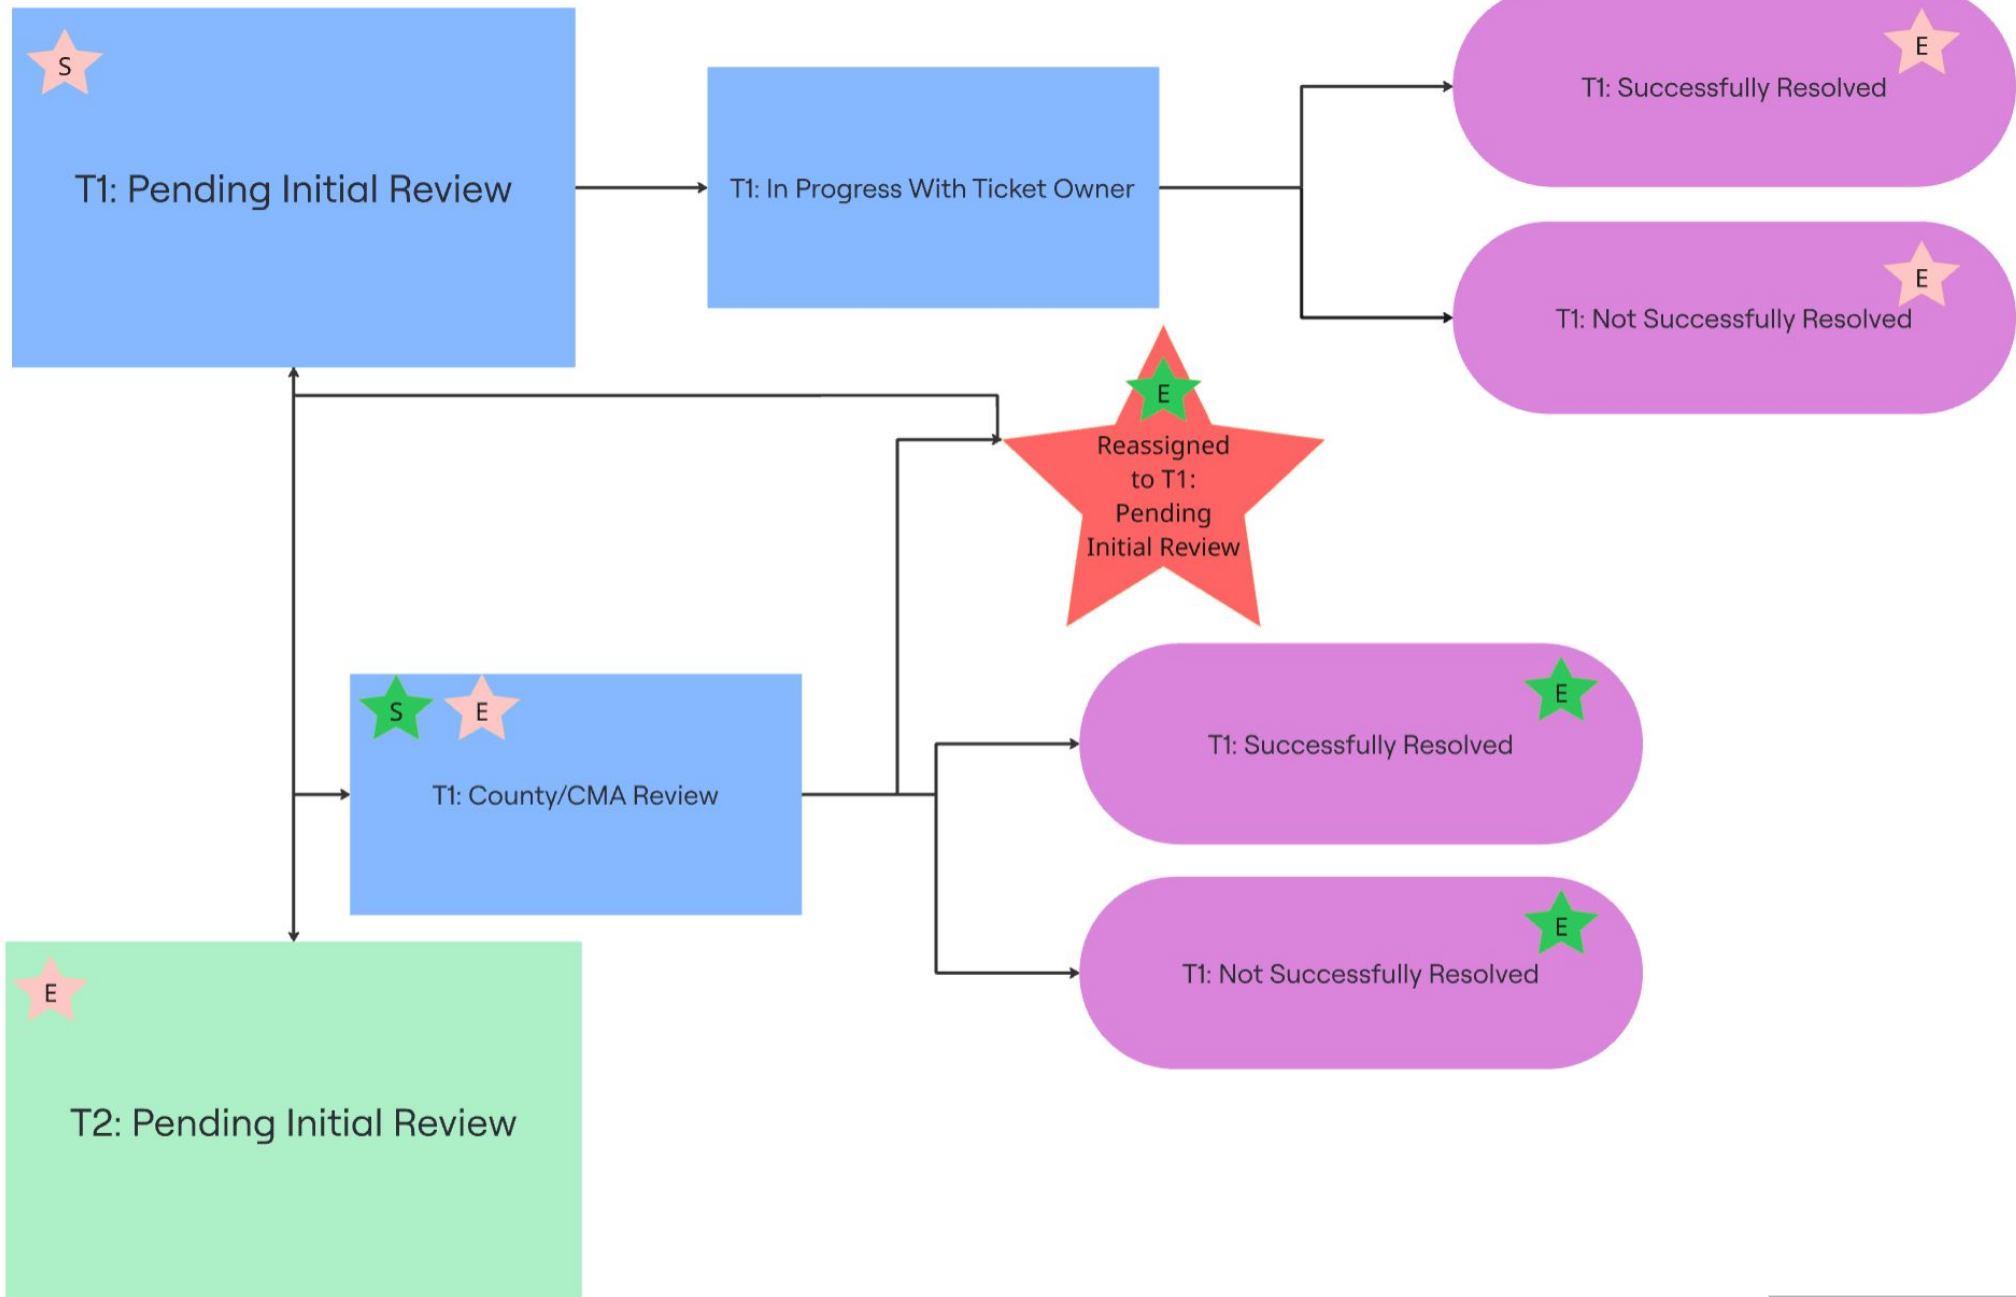 S
T1: Pending Initial Review
T1: In Progress With Ticket Owner
E
T1: Successfully Resolved
E
T1: Not Successfully Resolved
E
Reassigned
to T1:
Pending
Initial Review
S
E
T1: County/CMA Review
E
T1: Successfully Resolved
E
T1: Not Successfully Resolved
E
T2: Pending Initial Review